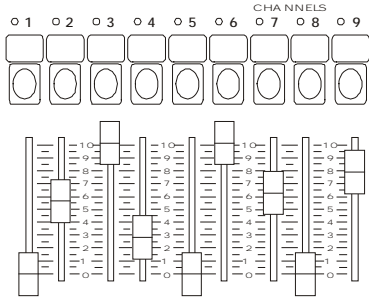 CHANNELS
1 2 3 4 5 6 7 8 9
10 10 10 10
9 9 9 9
8 8 8 8
7 7 7 7
6 6 6 6
5 5 5 5
4 4 4 4
3 3 3 3
2 2 2 2
1 1 1 1
0 0 0 0